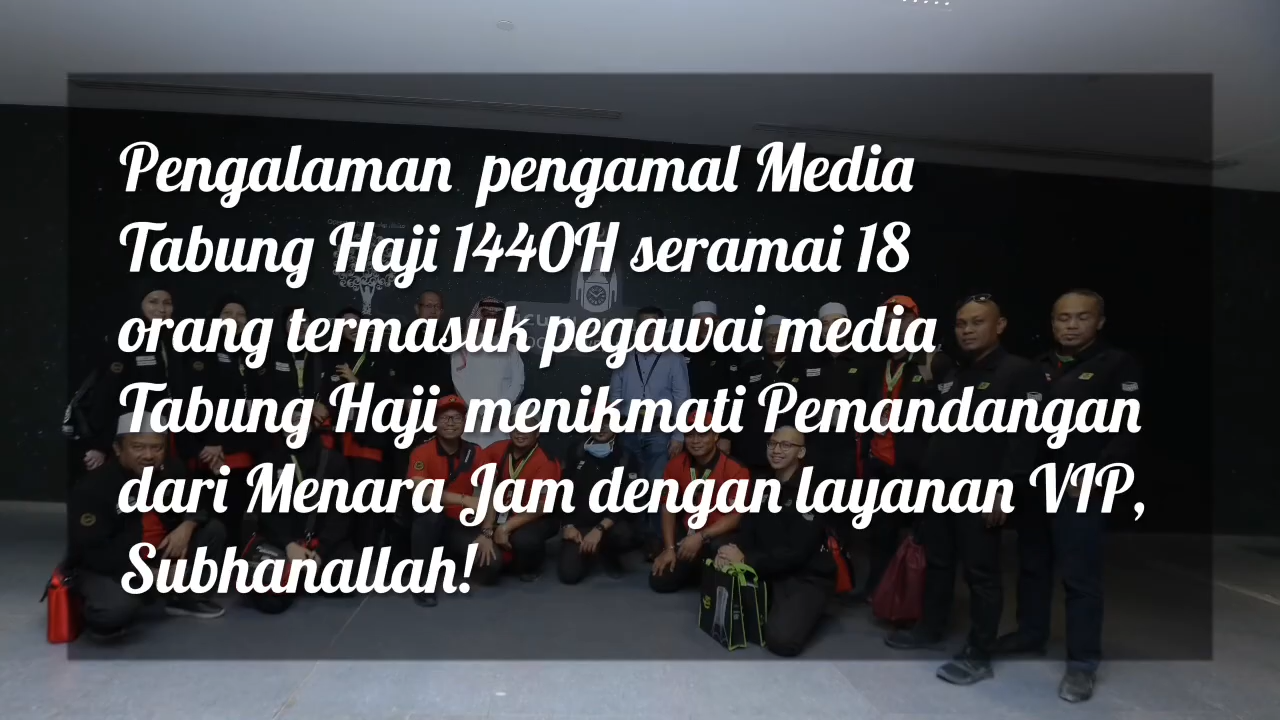 Pengalaman pengamal Media
Tabung Haji 1440H seramai 18
orang termasuk pegawai media
Tabung Haji menikmati Pemandangan
dari Menara Jam dengan layanan VIP,
Subhanallah!